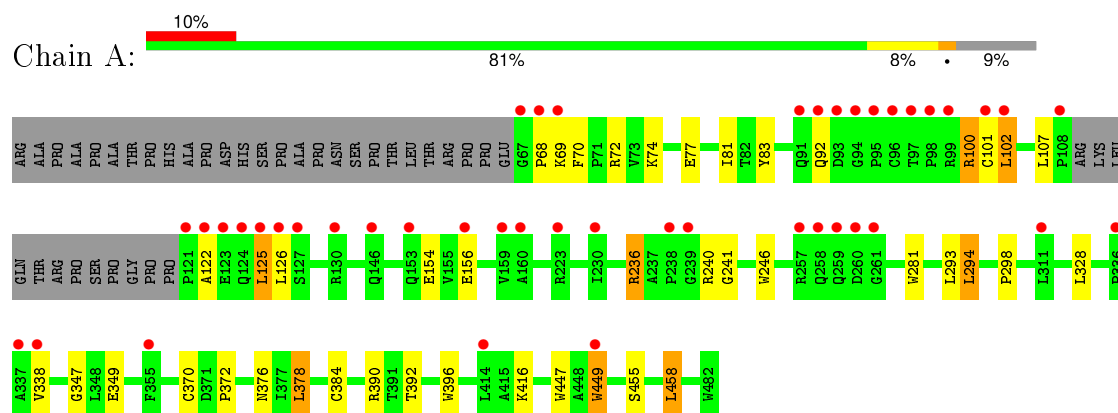 10%
Chain A:
81% 8% • 9%
ARG ALA PRO ALA PRO ALA THR PRO HIS ALA PRO ASP HIS SER PRO ALA PRO ASN SER PRO THR LEU THR ARG PRO PRO GLU G67 P68 K69 F70 P71 R72 V73 K74 E77 I81 T82 Y83 Q91 Q92 D93 G94 P95 G96 T97 P98 R99 R100 C101 L102 L107 P108 ARG LYS LEU
GLN THR ARG PRO SER PRO GLY PRO PRO P121 A122 E123 Q124 L125 L126 S127 R130 Q146 Q153 E154 V155 E156 V159 A160 R223 I230 R236 A237 P238 G239 R240 G241 W246 R257 Q258 Q259 D260 G261 W281 L293 L294 P298 L311 L328
A337 V338 G347 L348 E349 F355 C370 D371 P372 N376 I377 L378 C384 R390 T391 T392 W396 L414 A415 K416 W447 A448 W449 S455 L458 W482